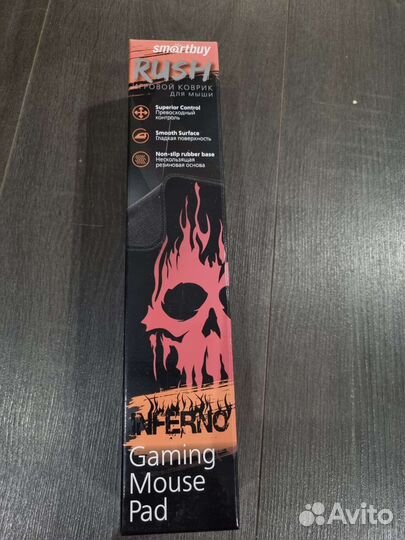 smartbuy
RUSH
ИГРОВОЙ КОВРИК
ДЛЯ МЫШИ
Superior Control
Превосходный
контроль
Smooth Surface
Гладкая поверхность
Non-slip rubber base
Нескользящая
резиновая основа
INFERNO
Gaming
Mouse
Pad
Avito